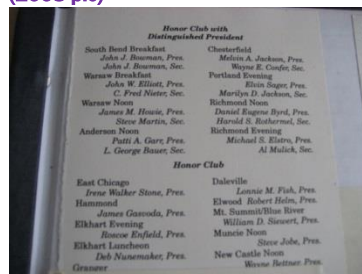 (2008 pic)
Honor Club with
Distinguished President
South Bend Breakfast
John J. Bowman, Pres.
John J. Bowman, Sec.
Warsaw Breakfast
John W. Elliott, Pres.
C. Fred Nieter, Sec.
Warsaw Noon
James M. Howie, Pres.
Steve Martin, Sec.
Anderson Noon
Patti A. Garr, Pres.
L. George Bauer, Sec.
Chesterfield
Melvin A. Jackson, Pres.
Wayne E. Confer, Sec.
Portland Evening
Elvin Sager, Pres.
Marilyn D. Jackson, Sec.
Richmond Noon
Daniel Eugene Byrd, Pres.
Harold S. Rothermel, Sec.
Richmond Evening
Michael S. Eletro, Pres.
Al Mulick, Sec.
Honor Club
East Chicago
Irene Walker Stone, Pres.
Hammond
James Gasvoda, Pres.
Elkhart Evening
Roscoe Enfield, Pres.
Elkhart Luncheon
Deb Nunemaker, Pres.
Granger
Daleville
Lonnie M. Fish, Pres.
Elwood Robert Helm, Pres.
Mt. Summit/Blue River
William D. Siewert, Pres.
Muncie Noon
Steve Jobe, Pres.
New Castle Noon
Wayne Bettner, Pres.